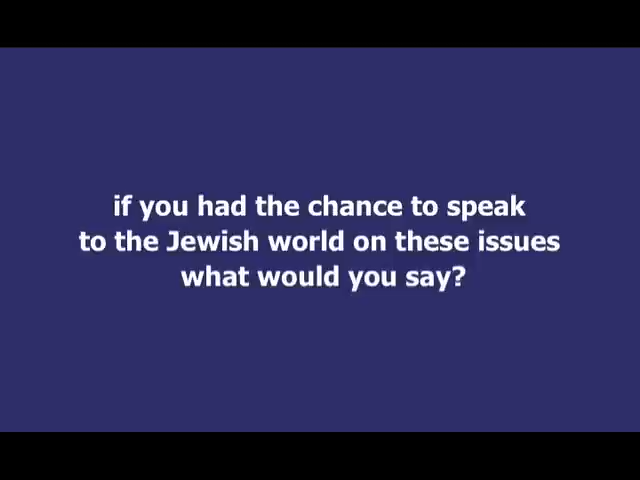 if you had the chance to speak
to the Jewish world on these issues
what would you say?